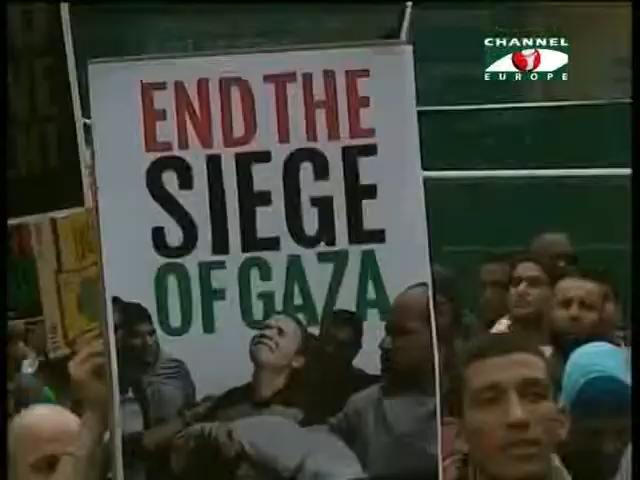 CHANNEL
EUROPE
END THE
SIEGE
OF GAZA